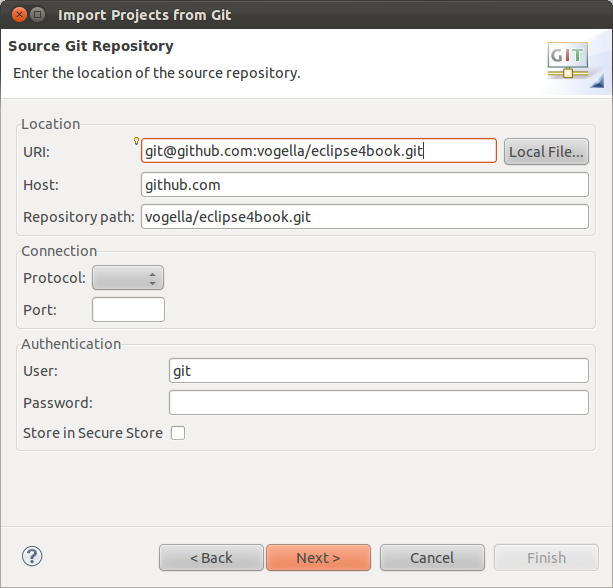 Import Projects from Git
Source Git Repository
Enter the location of the source repository.
GIT
Location
URI: git@github.com:vogella/eclipse4book.git Local File...
Host: github.com
Repository path: vogella/eclipse4book.git
Connection
Protocol:
Port:
Authentication
User: git
Password:
Store in Secure Store
? < Back Next > Cancel Finish